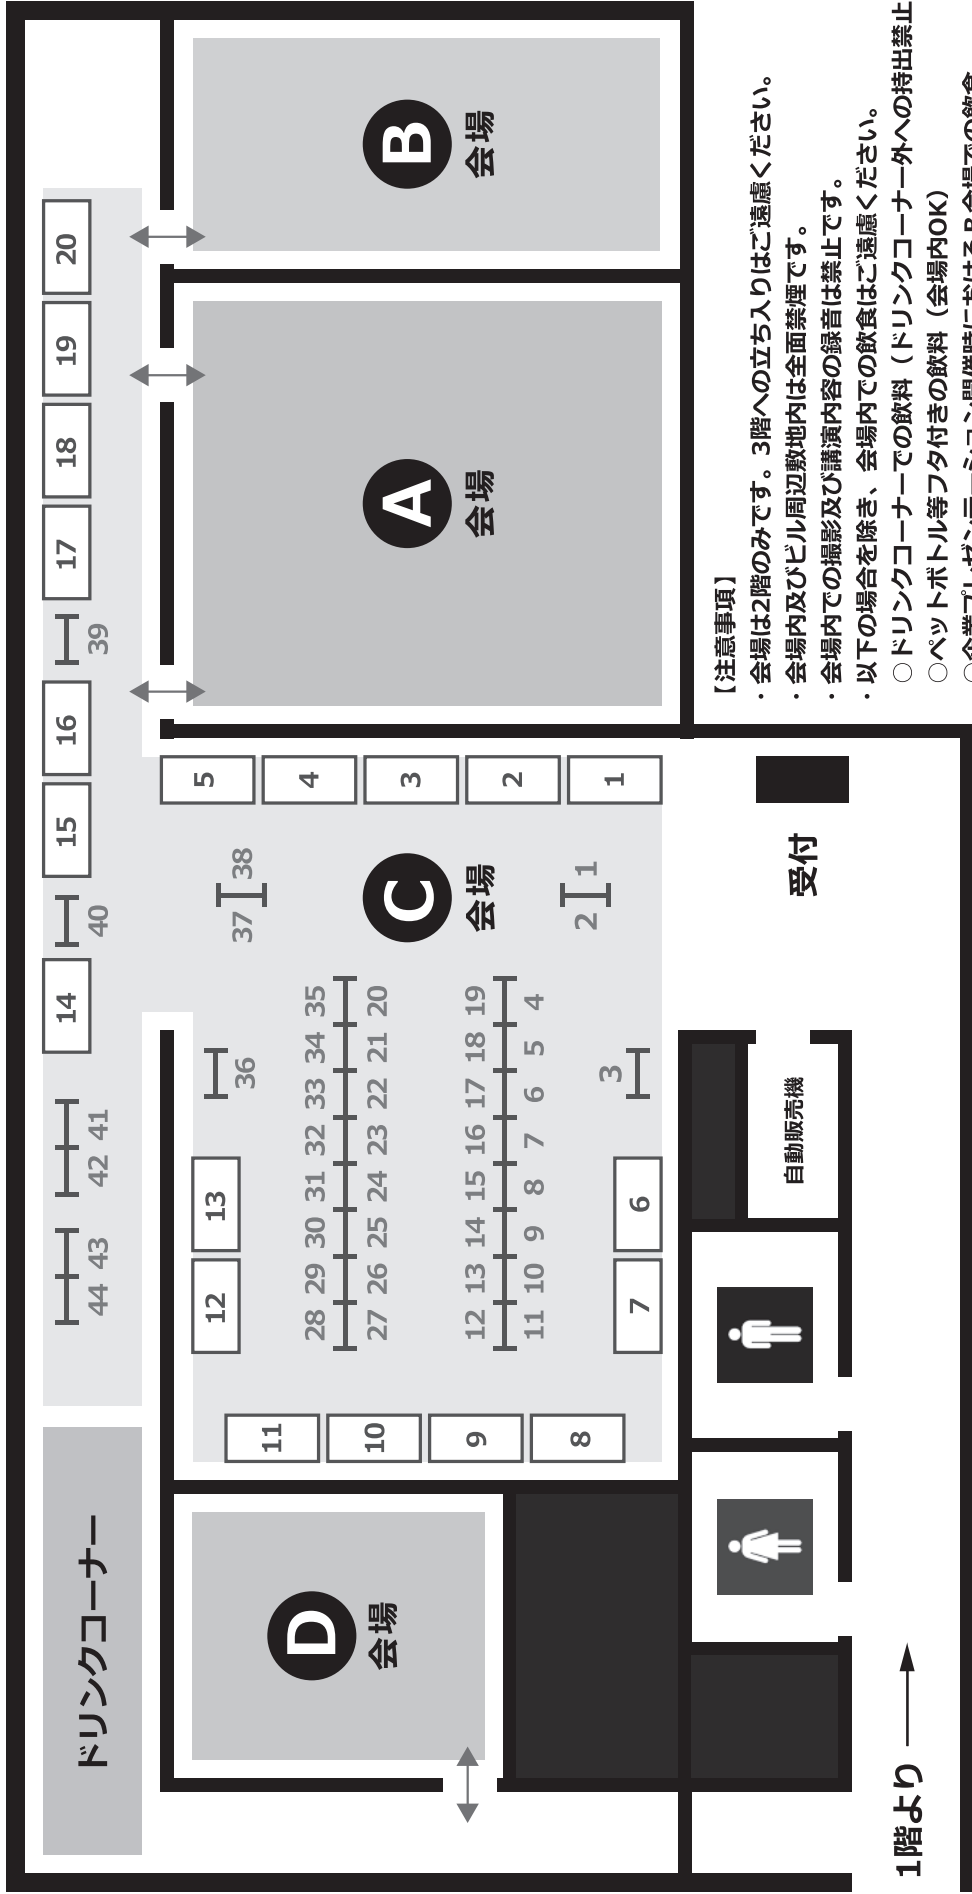 ドリンクコーナー
14 15 16 17 18 19 20
44 43 42 41 40 39
12 13 5
36 37 38
28 29 30 31 32 33 34 35
27 26 25 24 23 22 21 20
11 10 9 8
4 3 2 1
12 13 14 15 16 17 18 19
11 10 9 8 7 6 5 4
2 1
3
7 6
D
会場
C
会場
A
会場
B
会場
自動販売機
受付
1階より
【注意事項】
・会場は2階のみです。3階への立ち入りはご遠慮ください。
・会場内及びビル周辺敷地内は全面禁煙です。
・会場内での撮影及び講演内容の録音は禁止です。
・以下の場合を除き、会場内での飲食はご遠慮ください。
○ドリンクコーナーでの飲料（ドリンクコーナー外への持出禁止
○ペットボトル等フタ付きの飲料（会場内OK）